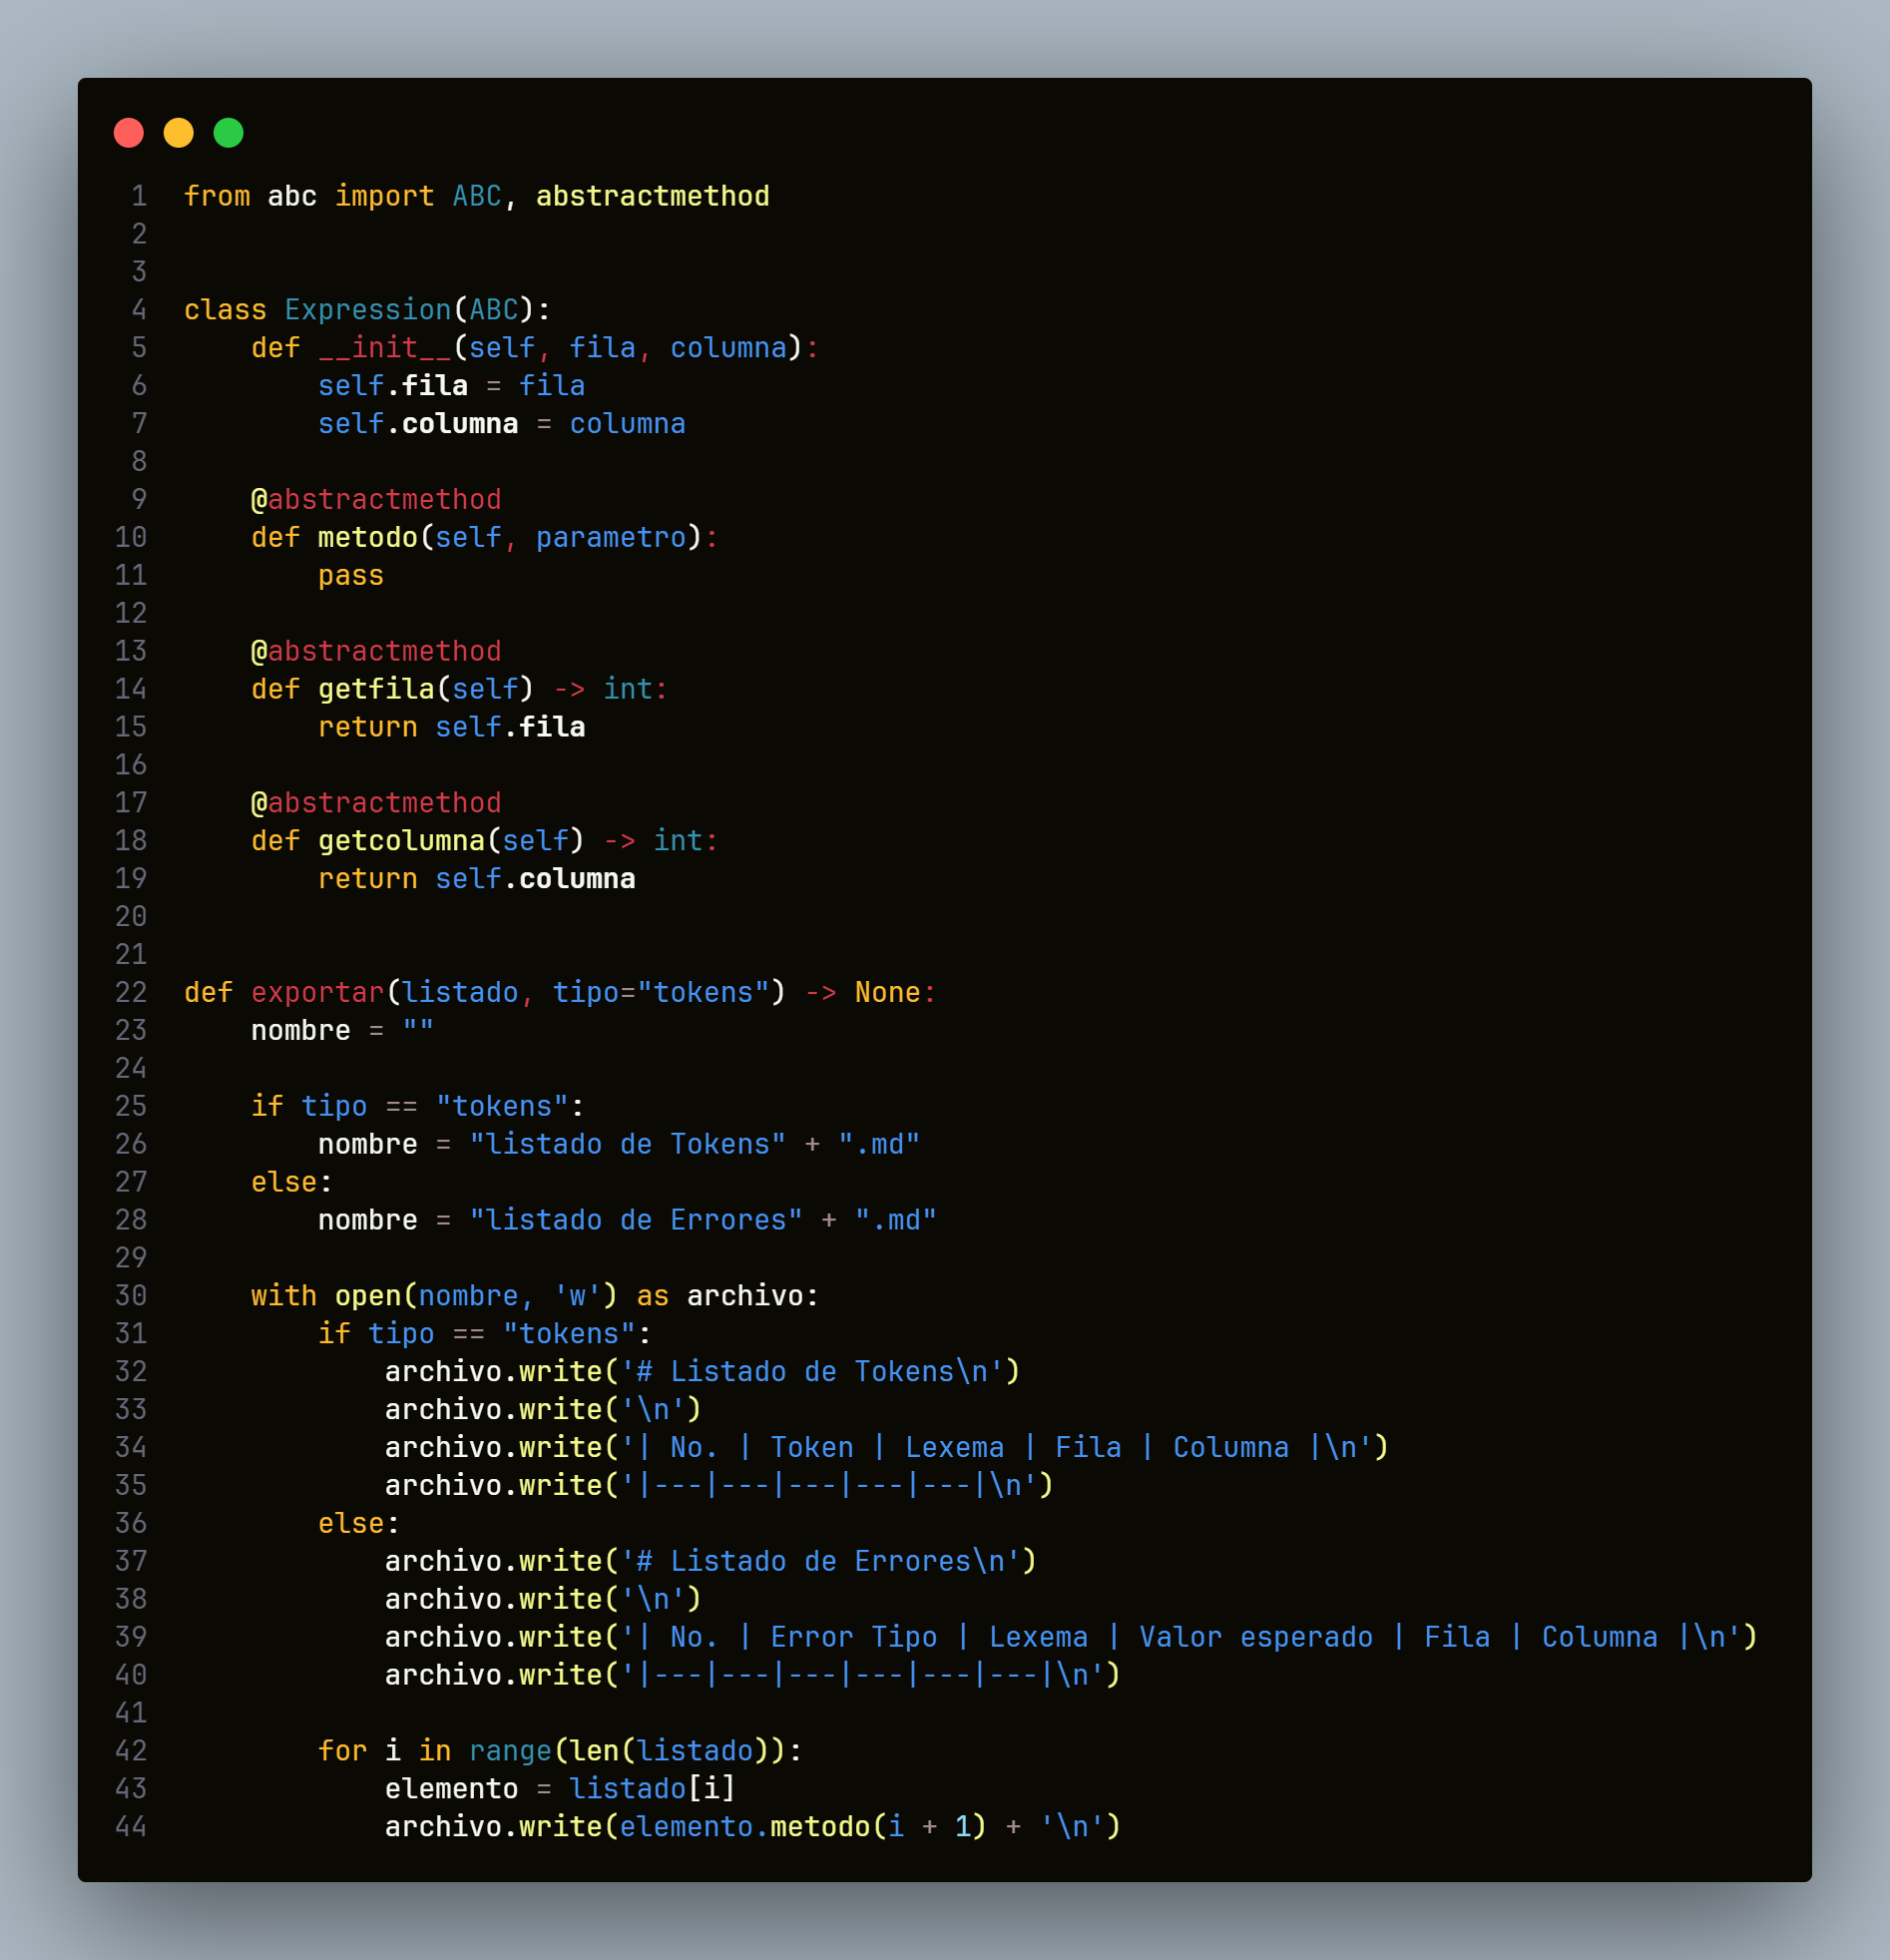 1 from abc import ABC, abstractmethod
2
3
4 class Expression(ABC):
5     def __init__(self, fila, columna):
6         self.fila = fila
7         self.columna = columna
8
9     @abstractmethod
10     def metodo(self, parametro):
11         pass
12
13     @abstractmethod
14     def getfila(self) -> int:
15         return self.fila
16
17     @abstractmethod
18     def getcolumna(self) -> int:
19         return self.columna
20
21
22 def exportar(listado, tipo="tokens") -> None:
23     nombre = ""
24
25     if tipo == "tokens":
26         nombre = "listado de Tokens" + ".md"
27     else:
28         nombre = "listado de Errores" + ".md"
29
30     with open(nombre, 'w') as archivo:
31         if tipo == "tokens":
32             archivo.write('# Listado de Tokens\n')
33             archivo.write('\n')
34             archivo.write('| No. | Token | Lexema | Fila | Columna |\n')
35             archivo.write('|---|---|---|---|---|\n')
36         else:
37             archivo.write('# Listado de Errores\n')
38             archivo.write('\n')
39             archivo.write('| No. | Error Tipo | Lexema | Valor esperado | Fila | Columna |\n')
40             archivo.write('|---|---|---|---|---|---|\n')
41
42         for i in range(len(listado)):
43             elemento = listado[i]
44             archivo.write(elemento.metodo(i + 1) + '\n')